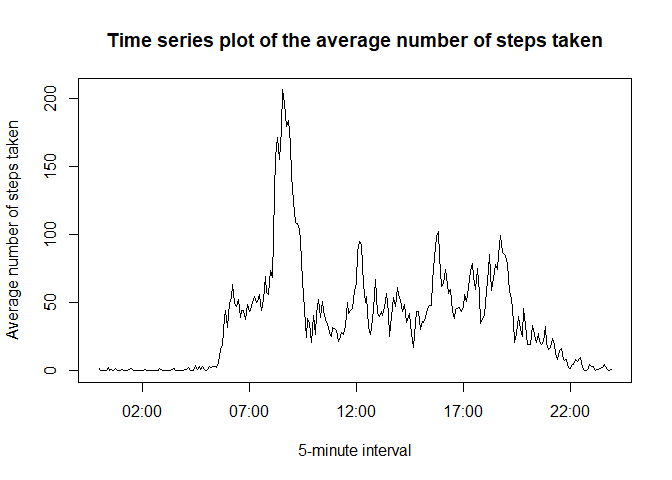 Time series plot of the average number of steps taken
Average number of steps taken
200
150
100
50
0
02:00 07:00 12:00 17:00 22:00
5-minute interval